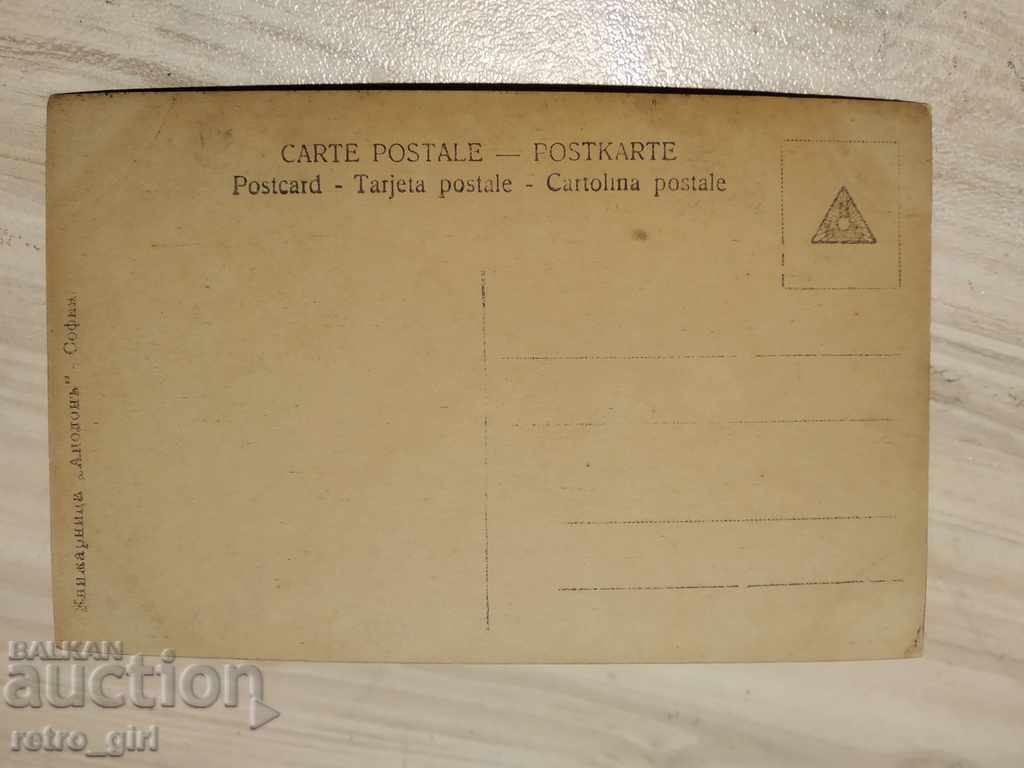 CARTE POSTALE — POSTKARTE
Postcard - Tarjeta postale - Cartolina postale
Книжарница „Аполонъ" - София
BALKAN
auction
retro_girl